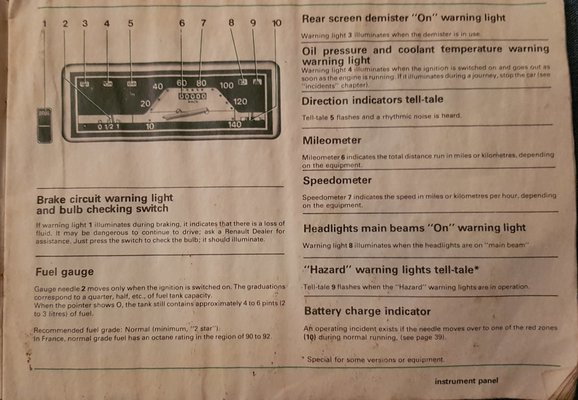 1 2 3 4 5 6 7 8 9 10
40 60 80 100
20 120
00000
0 1/2 1 10 140
Brake circuit warning light
and bulb checking switch
If warning light 1 illuminates during braking, it indicates that there is a loss of
fluid. It may be dangerous to continue to drive; ask a Renault Dealer for
assistance. Just press the switch to check the bulb; it should illuminate.
Fuel gauge
Gauge needle 2 moves only when the ignition is switched on. The graduations
correspond to a quarter, half, etc., of fuel tank capacity.
When the pointer shows O, the tank still contains approximately 4 to 6 pints (2
to 3 litres) of fuel.
Recommended fuel grade: Normal (minimum, "2 star").
In France, normal grade fuel has an octane rating in the region of 90 to 92.
Rear screen demister "On" warning light
Warning light 3 illuminates when the demister is in use.
Oil pressure and coolant temperature warning
warning light
Warning light 4 illuminates when the ignition is switched on and goes out as
soon as the engine is running. If it illuminates during a journey, stop the car (see
"incidents" chapter).
Direction indicators tell-tale
Tell-tale 5 flashes and a rhythmic noise is heard.
Mileometer
Mileometer 6 indicates the total distance run in miles or kilometres, depending
on the equipment.
Speedometer
Speedometer 7 indicates the speed in miles or kilometres per hour, depending
on the equipment.
Headlights main beams "On" warning light
Warning light 8 illuminates when the headlights are on "main beam"
"Hazard" warning lights tell-tale*
Tell-tale 9 flashes when the "Hazard" warning lights are in operation.
Battery charge indicator
An operating incident exists if the needle moves over to one of the red zones
(10) during normal running, (see page 39).
* Special for some versions or equipment.
instrument panel